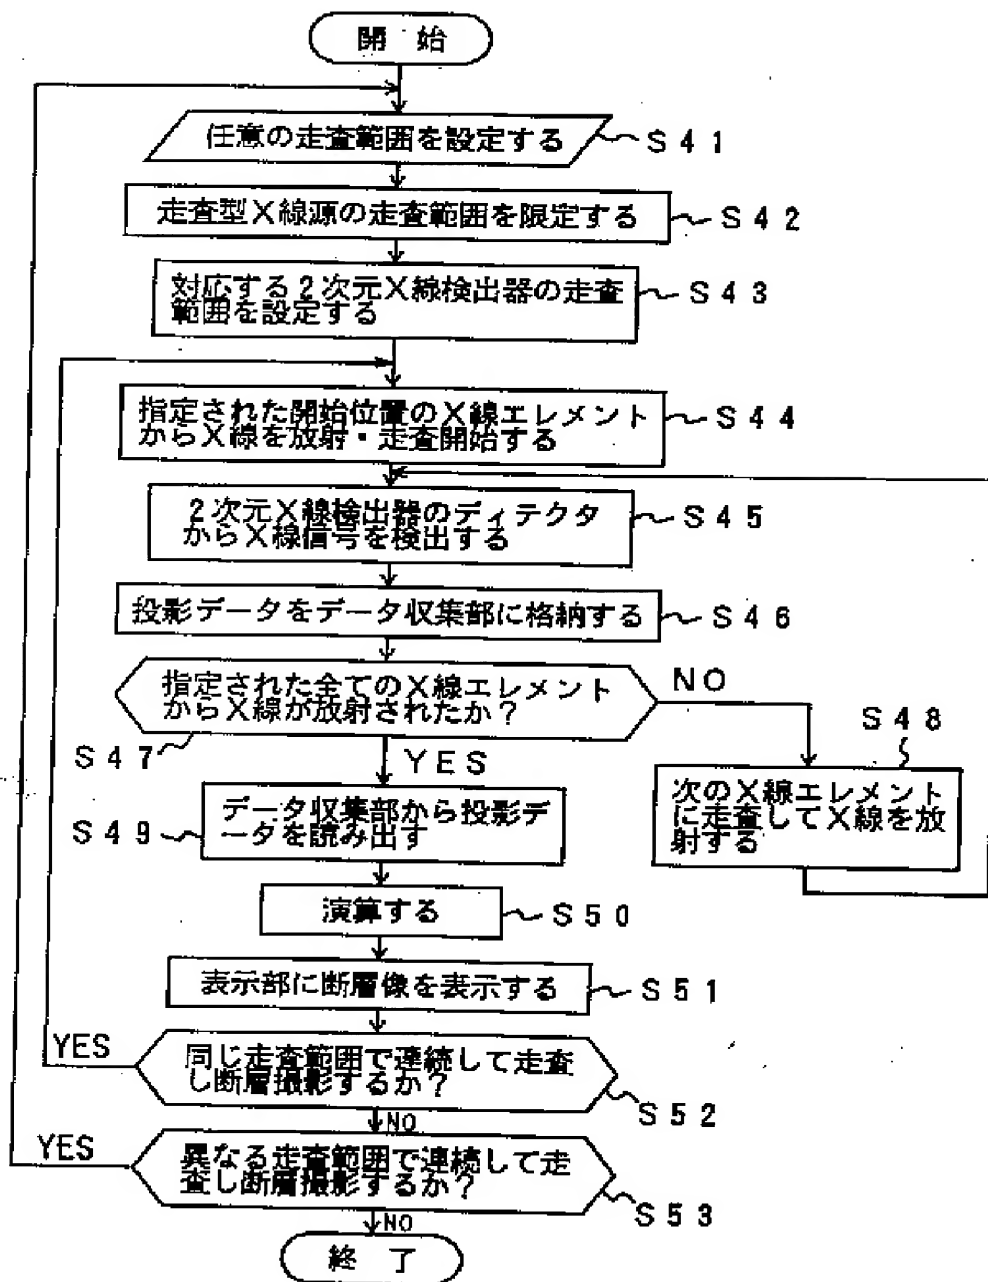 開　始
任意の走査範囲を設定する
S41
走査型X線源の走査範囲を限定する
S42
対応する2次元X線検出器の走査
範囲を設定する
S43
指定された開始位置のX線エレメント
からX線を放射・走査開始する
S44
2次元X線検出器のディテクタ
からX線信号を検出する
S45
投影データをデータ収集部に格納する
S46
指定された全てのX線エレメント
からX線が放射されたか？
NO
S47
YES
S48
次のX線エレメント
に走査してX線を放
射する
データ収集部から投影デ
ータを読み出す
S49
演算する
S50
表示部に断層像を表示する
S51
YES
同じ走査範囲で連続して走査
し断層撮影するか？
S52
NO
YES
異なる走査範囲で連続して走
査し断層撮影するか？
S53
NO
終　了